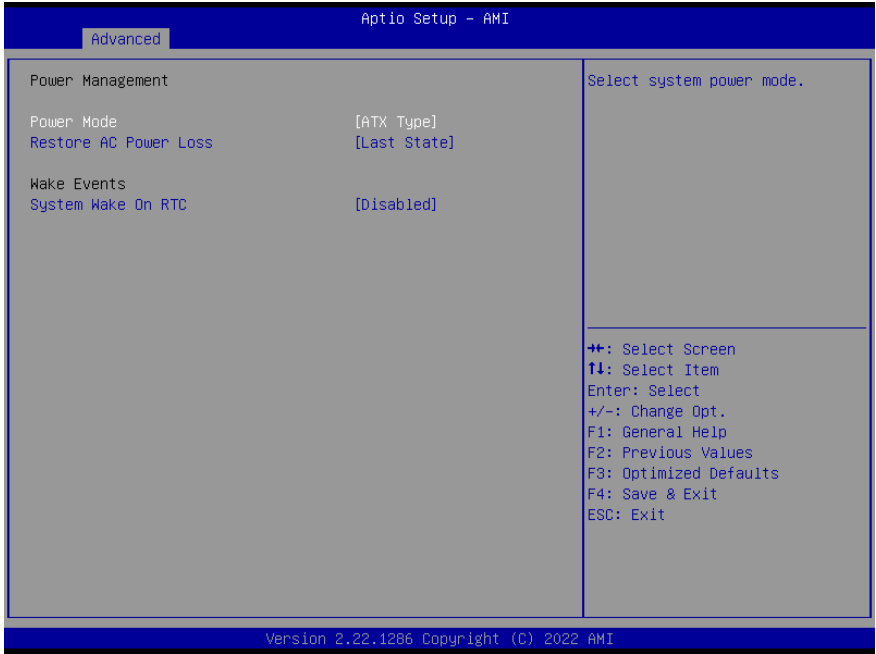 Aptio Setup – AMI
Advanced
Power Management
Power Mode [ATX Type]
Restore AC Power Loss [Last State]
Wake Events
System Wake On RTC [Disabled]
Select system power mode.
→←: Select Screen
↑↓: Select Item
Enter: Select
+/-: Change Opt.
F1: General Help
F2: Previous Values
F3: Optimized Defaults
F4: Save & Exit
ESC: Exit
Version 2.22.1286 Copyright (C) 2022 AMI